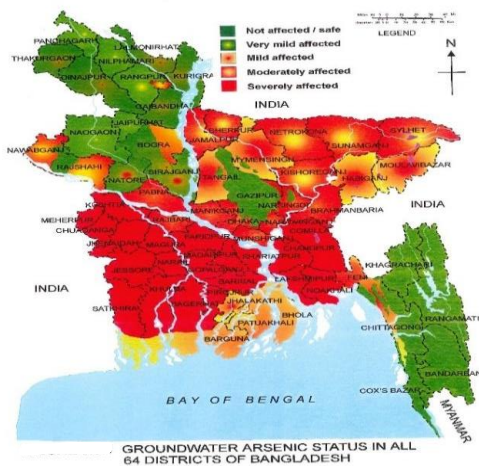 Not affected / safe
Very mild affected
Mild affected
Moderately affected
Severely affected
LEGEND
N
PANCHAGARH
LALMONIRHAT
THAKURGAON
NILPHAMARI
DINAJPUR
RANGPUR
KURIGRA
GAIBANDHA
INDIA
JAIPURHAT
NAOGAON
BOGRA
SHERPUR
JAMALPUR
NETROKONA
SUNAMGANJ
SYLHET
NAWABGANJ
RAJSHAHI
NATORE
SIRAJGANJ
PABNA
MYMENSINGH
KISHOREGANJ
HABIGANJ
MOULAVIBAZAR
GAZIPUR
NARSINGDI
BRAHMANBARIA
INDIA
KUSHTIA
MANIKGANJ
DHAKA
MEHERPUR
CHUADANGA
RAJBARI
FARIDPUR
MUNSHIGANJ
COMILLA
MAGURA
MADARIPUR
SHARIATPUR
CHANDPUR
JESSORE
NARAIL
GOPALGANJ
BARISAL
LAKSHMIPUR
NOAKHALI
FENI
KHAGRACHARI
INDIA
SATKHIRA
KHULNA
BAGERHAT
JHALAKATHI
BHOLA
PATUAKHALI
BARGUNA
CHITTAGONG
RANGAMATI
BANDARBAN
COX'S BAZAR
MYANMAR
BAY OF BENGAL
GROUNDWATER ARSENIC STATUS IN ALL
64 DISTRICTS OF BANGLADESH